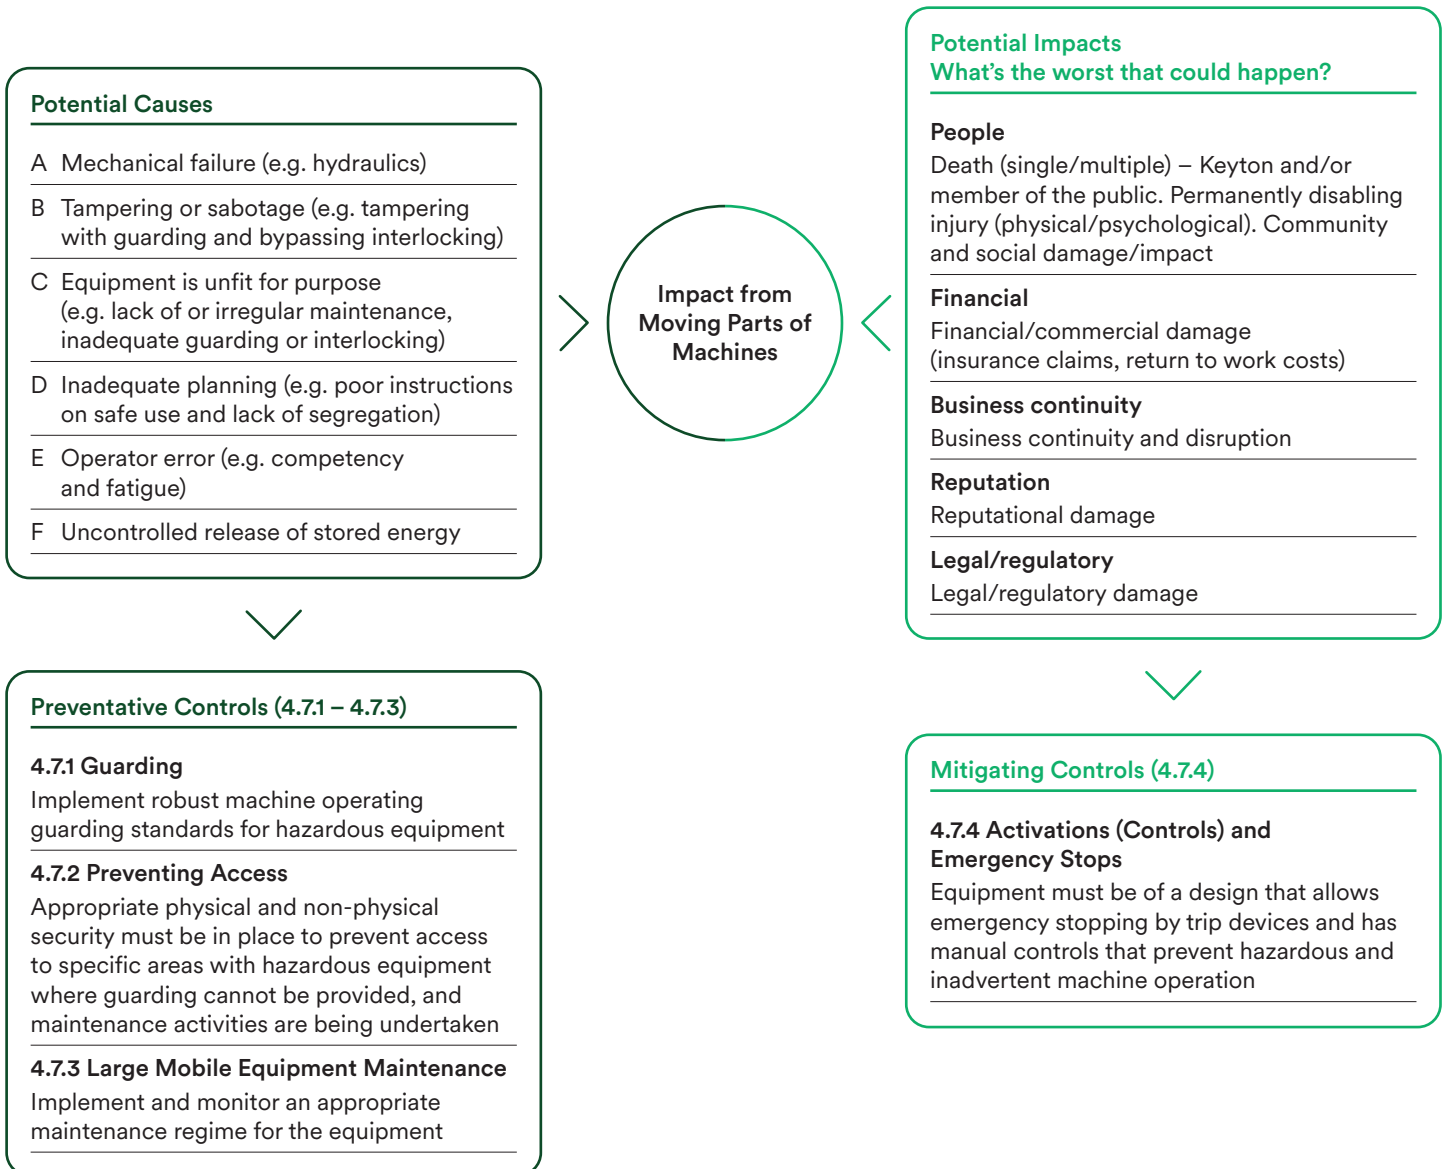 Potential Causes
A Mechanical failure (e.g. hydraulics)
B Tampering or sabotage (e.g. tampering
with guarding and bypassing interlocking)
C Equipment is unfit for purpose
(e.g. lack of or irregular maintenance,
inadequate guarding or interlocking)
D Inadequate planning (e.g. poor instructions
on safe use and lack of segregation)
E Operator error (e.g. competency
and fatigue)
F Uncontrolled release of stored energy
Impact from
Moving Parts of
Machines
Potential Impacts
What’s the worst that could happen?
People
Death (single/multiple) – Keyton and/or
member of the public. Permanently disabling
injury (physical/psychological). Community
and social damage/impact
Financial
Financial/commercial damage
(insurance claims, return to work costs)
Business continuity
Business continuity and disruption
Reputation
Reputational damage
Legal/regulatory
Legal/regulatory damage
Preventative Controls (4.7.1 – 4.7.3)
4.7.1 Guarding
Implement robust machine operating
guarding standards for hazardous equipment
4.7.2 Preventing Access
Appropriate physical and non-physical
security must be in place to prevent access
to specific areas with hazardous equipment
where guarding cannot be provided, and
maintenance activities are being undertaken
4.7.3 Large Mobile Equipment Maintenance
Implement and monitor an appropriate
maintenance regime for the equipment
Mitigating Controls (4.7.4)
4.7.4 Activations (Controls) and
Emergency Stops
Equipment must be of a design that allows
emergency stopping by trip devices and has
manual controls that prevent hazardous and
inadvertent machine operation